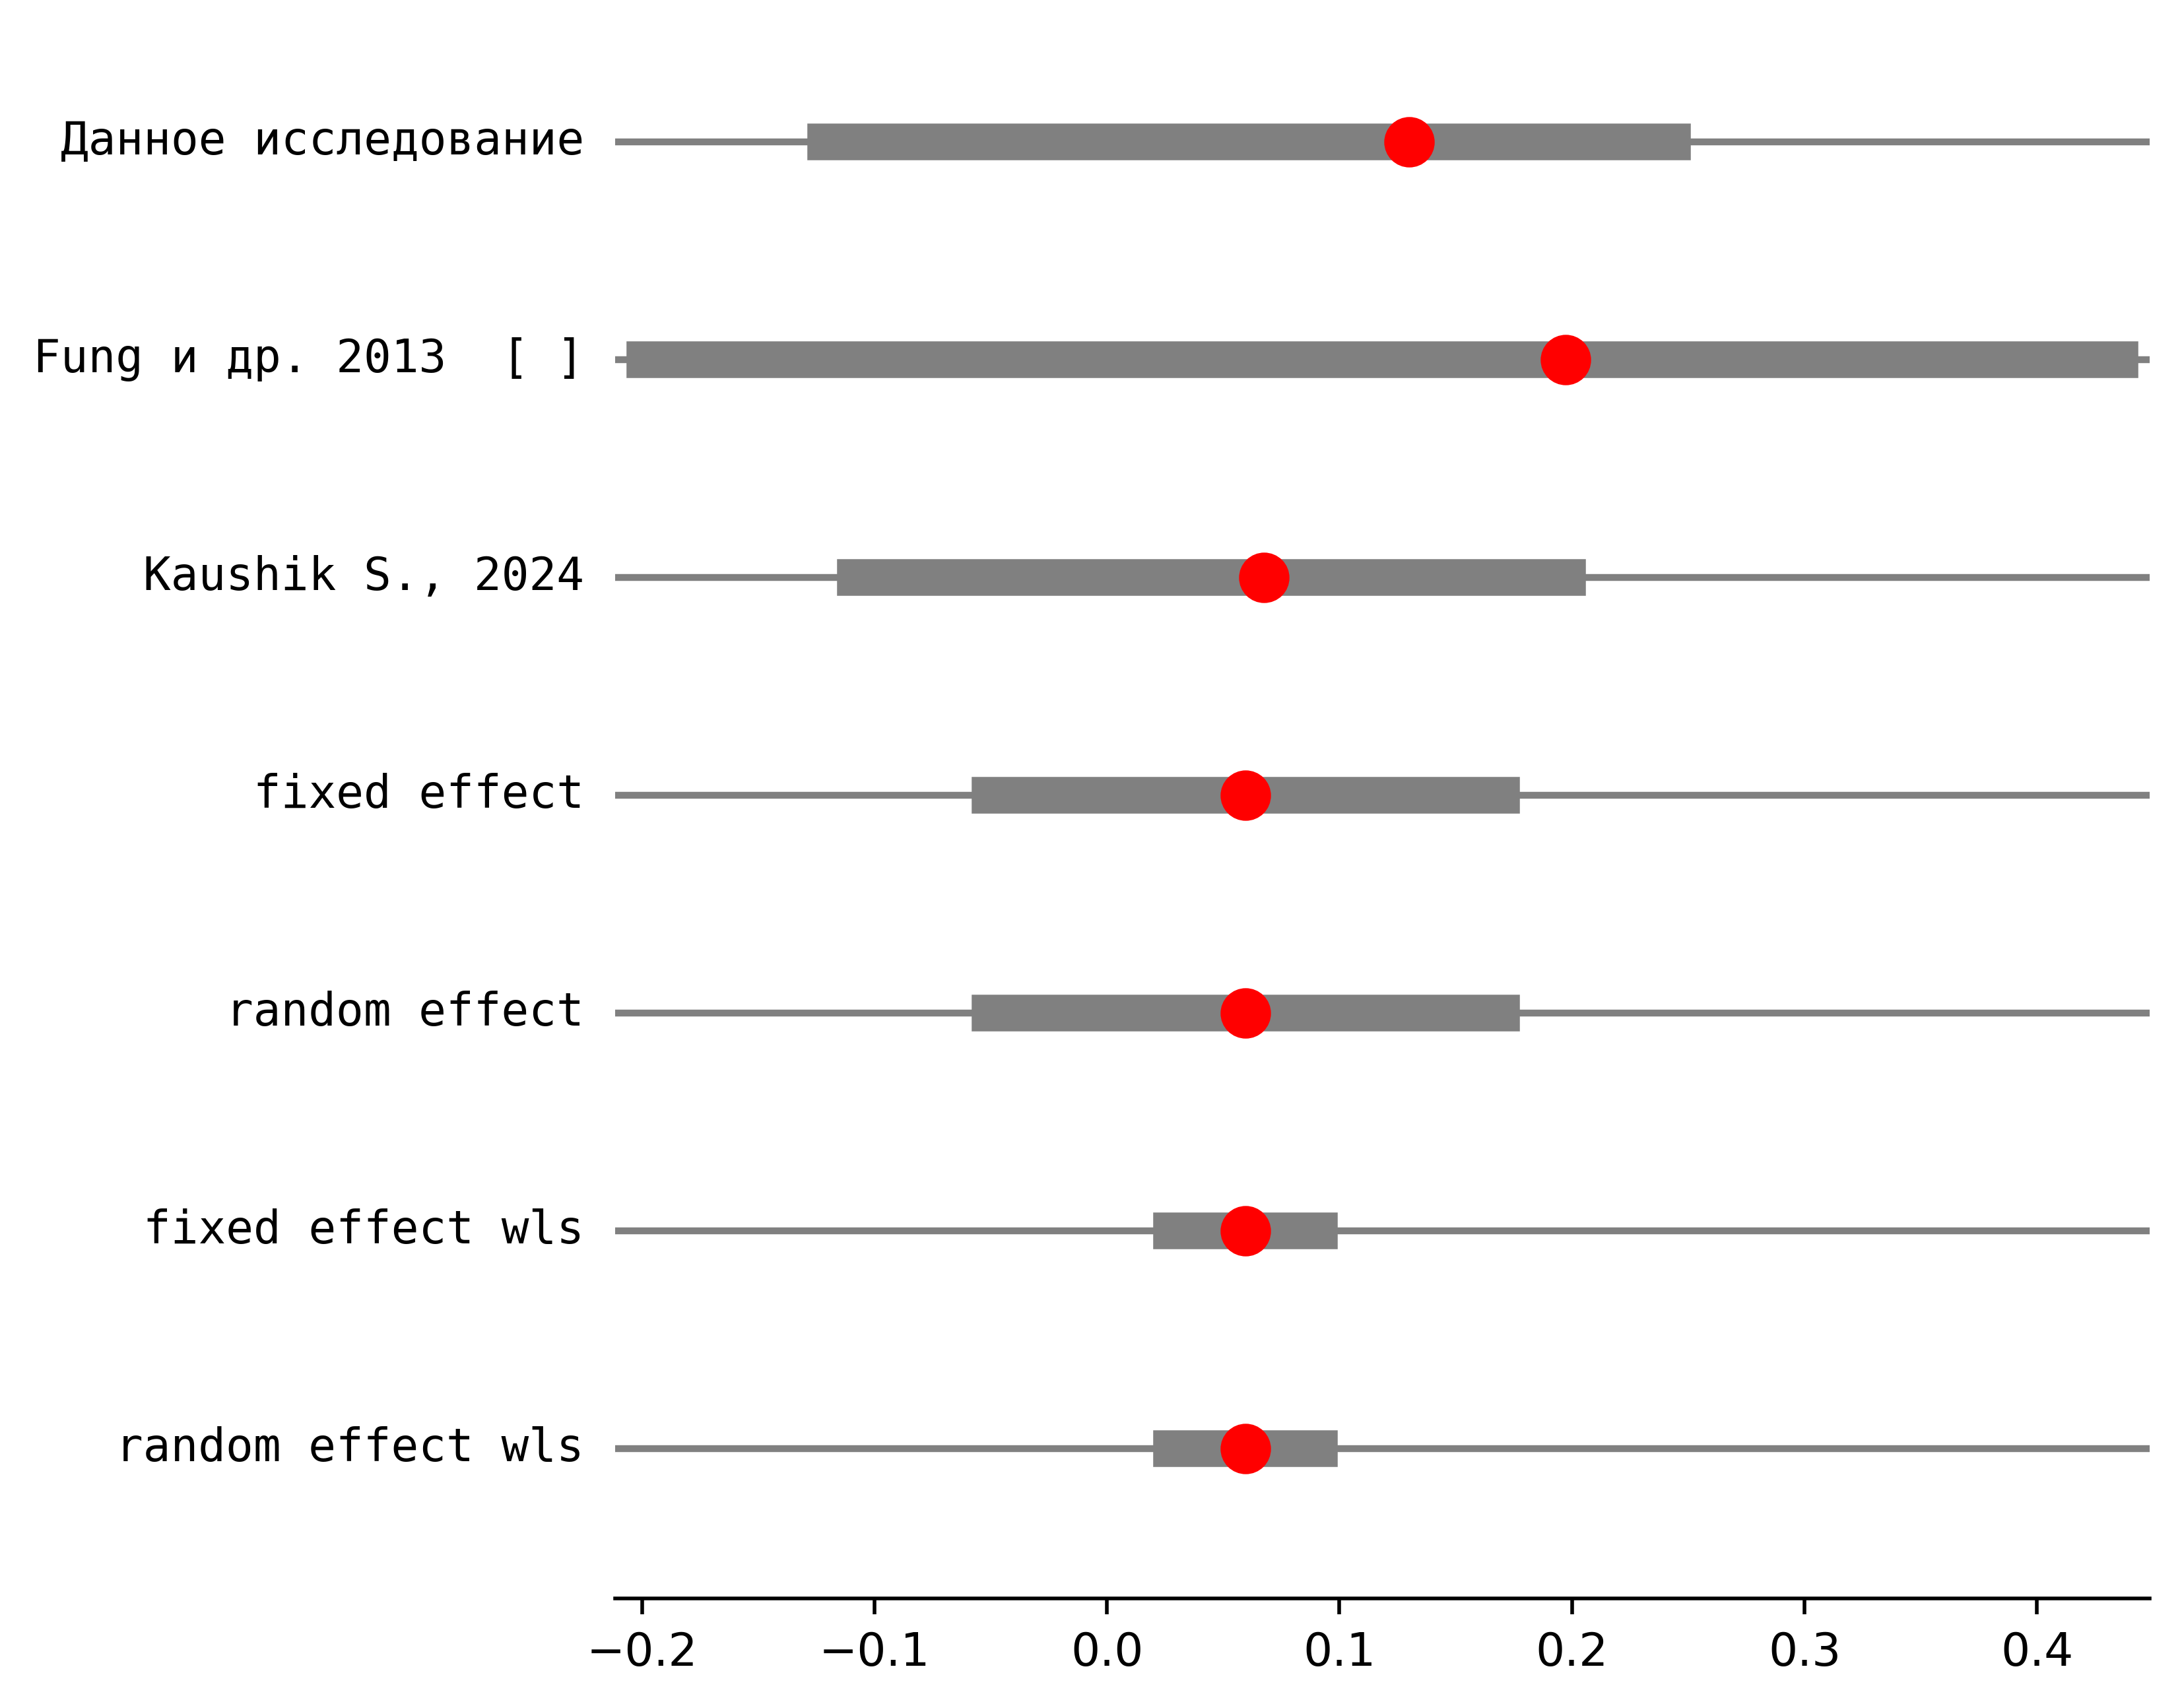 Данное исследование
Fung и др. 2013  [ ]
Kaushik S., 2024
fixed effect
random effect
fixed effect wls
random effect wls
−0.2 −0.1 0.0 0.1 0.2 0.3 0.4